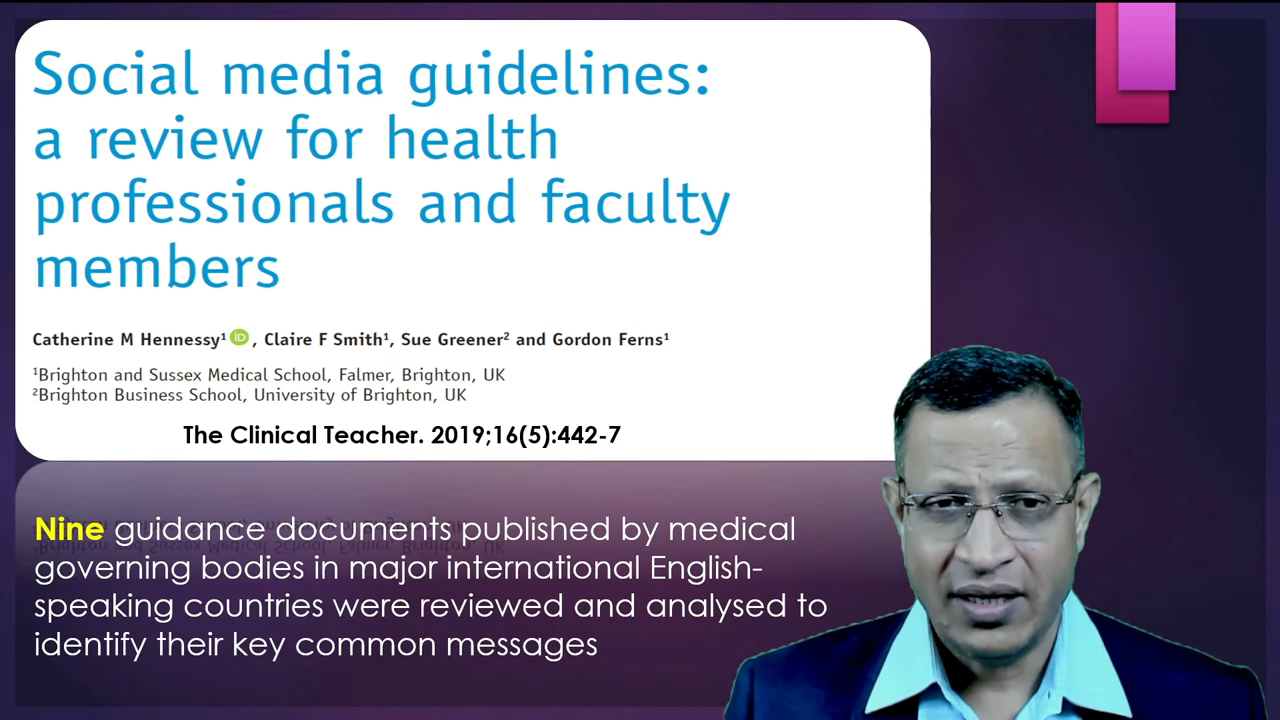 Social media guidelines:
a review for health
professionals and faculty
members
Catherine M Hennessy¹ iD, Claire F Smith¹, Sue Greener² and Gordon Ferns¹
¹Brighton and Sussex Medical School, Falmer, Brighton, UK
²Brighton Business School, University of Brighton, UK
The Clinical Teacher. 2019;16(5):442-7
Nine guidance documents published by medical
governing bodies in major international English-
speaking countries were reviewed and analysed to
identify their key common messages